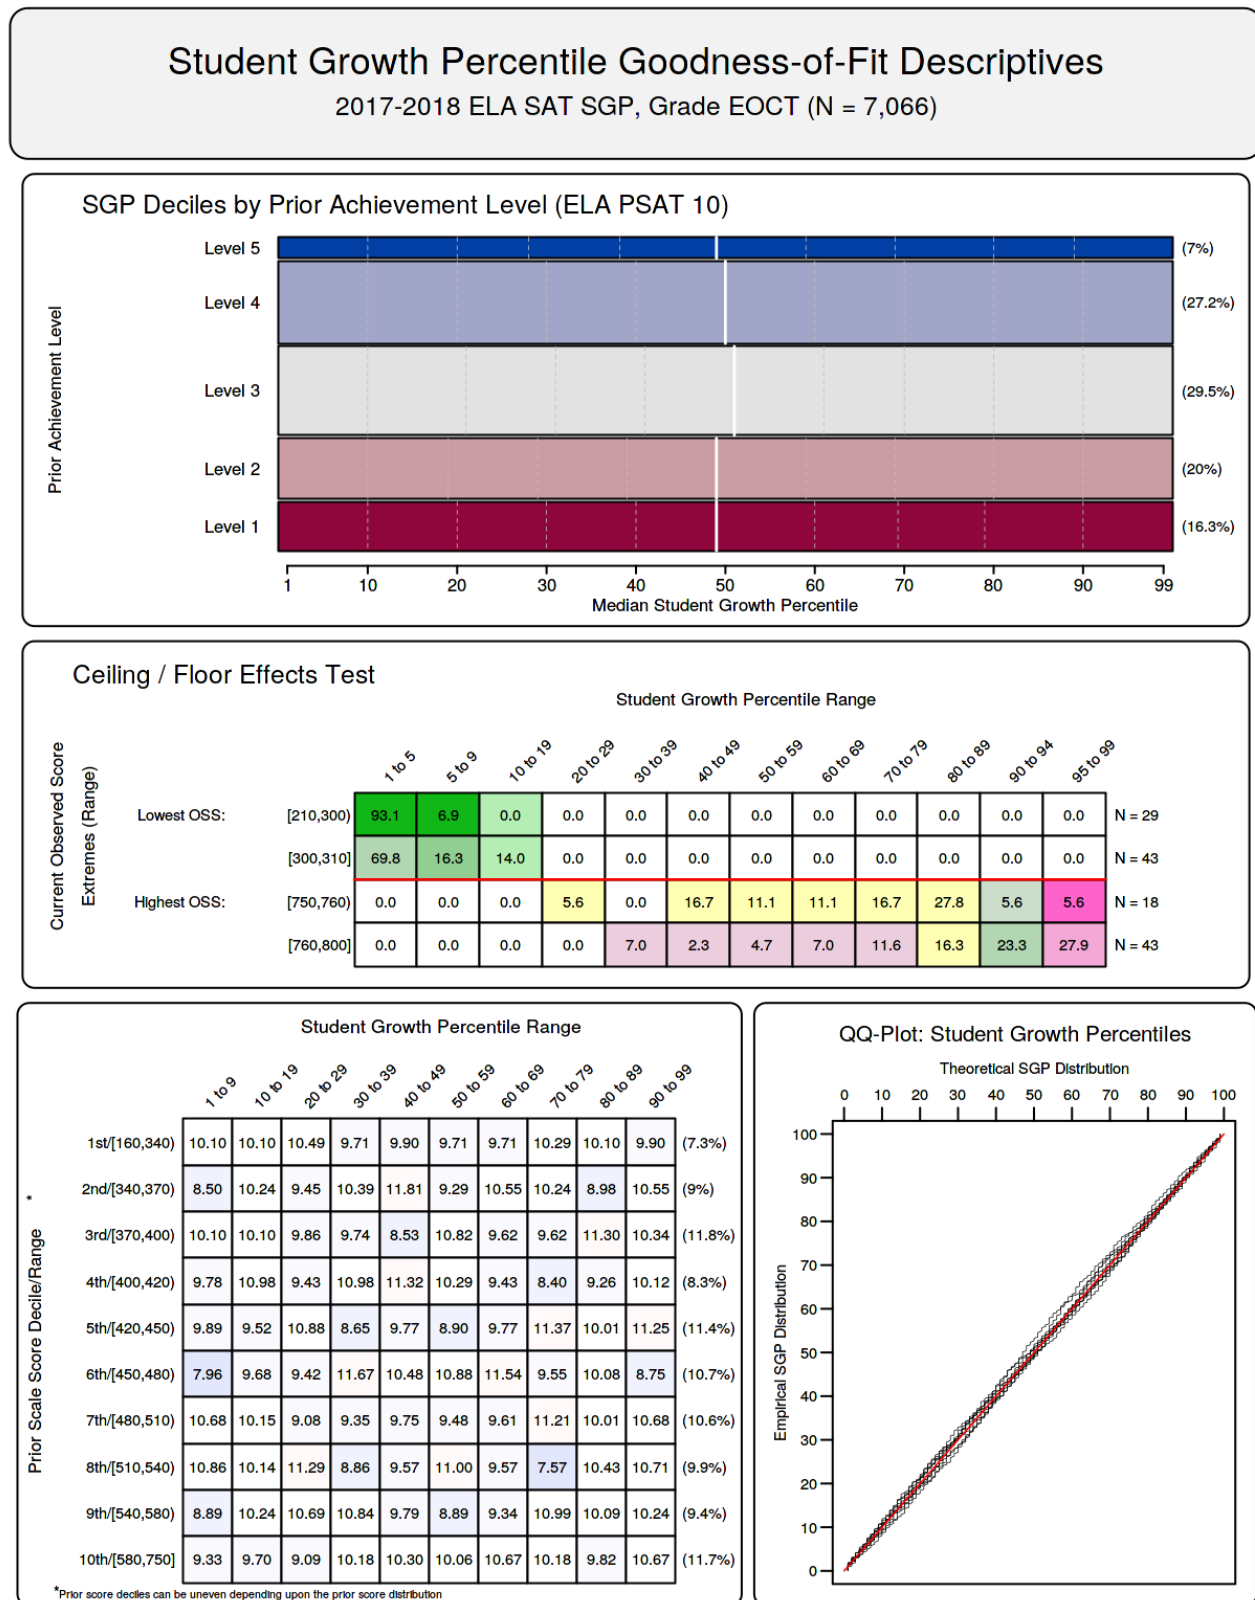 Student Growth Percentile Goodness-of-Fit Descriptives
2017-2018 ELA SAT SGP, Grade EOCT (N = 7,066)
SGP Deciles by Prior Achievement Level (ELA PSAT 10)
Prior Achievement Level
Level 5 (7%)
Level 4 (27.2%)
Level 3 (29.5%)
Level 2 (20%)
Level 1 (16.3%)
1 10 20 30 40 50 60 70 80 90 99
Median Student Growth Percentile
Ceiling / Floor Effects Test
Student Growth Percentile Range
Current Observed Score
Extremes (Range)
1 to 5 5 to 9 10 to 19 20 to 29 30 to 39 40 to 49 50 to 59 60 to 69 70 to 79 80 to 89 90 to 94 95 to 99
Lowest OSS: [210,300) 93.1 6.9 0.0 0.0 0.0 0.0 0.0 0.0 0.0 0.0 0.0 0.0 N = 29
[300,310] 69.8 16.3 14.0 0.0 0.0 0.0 0.0 0.0 0.0 0.0 0.0 0.0 N = 43
Highest OSS: [750,760) 0.0 0.0 0.0 5.6 0.0 16.7 11.1 11.1 16.7 27.8 5.6 5.6 N = 18
[760,800] 0.0 0.0 0.0 0.0 7.0 2.3 4.7 7.0 11.6 16.3 23.3 27.9 N = 43
Student Growth Percentile Range
1 to 9 10 to 19 20 to 29 30 to 39 40 to 49 50 to 59 60 to 69 70 to 79 80 to 89 90 to 99
Prior Scale Score Decile/Range *
1st/[160,340) 10.10 10.10 10.49 9.71 9.90 9.71 9.71 10.29 10.10 9.90 (7.3%)
2nd/[340,370) 8.50 10.24 9.45 10.39 11.81 9.29 10.55 10.24 8.98 10.55 (9%)
3rd/[370,400) 10.10 10.10 9.86 9.74 8.53 10.82 9.62 9.62 11.30 10.34 (11.8%)
4th/[400,420) 9.78 10.98 9.43 10.98 11.32 10.29 9.43 8.40 9.26 10.12 (8.3%)
5th/[420,450) 9.89 9.52 10.88 8.65 9.77 8.90 9.77 11.37 10.01 11.25 (11.4%)
6th/[450,480) 7.96 9.68 9.42 11.67 10.48 10.88 11.54 9.55 10.08 8.75 (10.7%)
7th/[480,510) 10.68 10.15 9.08 9.35 9.75 9.48 9.61 11.21 10.01 10.68 (10.6%)
8th/[510,540) 10.86 10.14 11.29 8.86 9.57 11.00 9.57 7.57 10.43 10.71 (9.9%)
9th/[540,580) 8.89 10.24 10.69 10.84 9.79 8.89 9.34 10.99 10.09 10.24 (9.4%)
10th/[580,750] 9.33 9.70 9.09 10.18 10.30 10.06 10.67 10.18 9.82 10.67 (11.7%)
*Prior score deciles can be uneven depending upon the prior score distribution
QQ-Plot: Student Growth Percentiles
Theoretical SGP Distribution
0 10 20 30 40 50 60 70 80 90 100
Empirical SGP Distribution
100
90
80
70
60
50
40
30
20
10
0